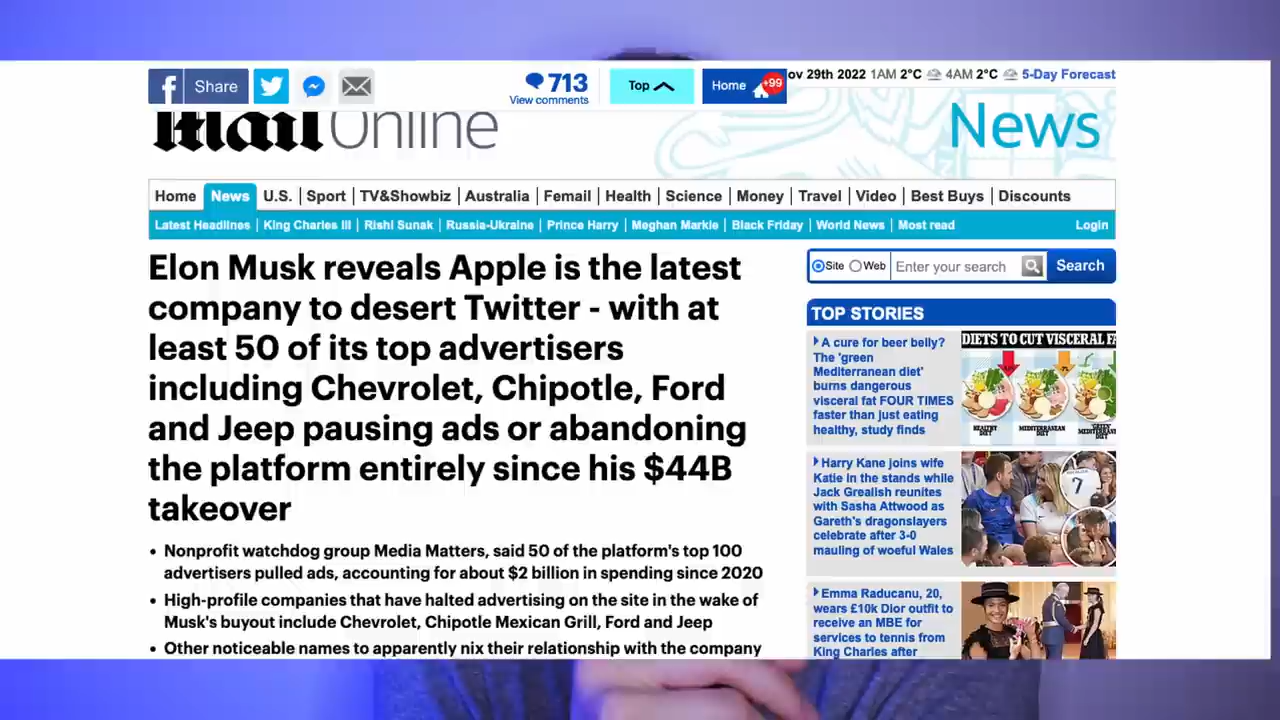 Share
713
View comments
Top
Home
+99
ov 29th 2022 1AM 2°C 4AM 2°C 5-Day Forecast
Mail Online
News
Home News U.S. Sport TV&Showbiz Australia Femail Health Science Money Travel Video Best Buys Discounts
Latest Headlines King Charles III Rishi Sunak Russia-Ukraine Prince Harry Meghan Markle Black Friday World News Most read Login
Elon Musk reveals Apple is the latest
company to desert Twitter - with at
least 50 of its top advertisers
including Chevrolet, Chipotle, Ford
and Jeep pausing ads or abandoning
the platform entirely since his $44B
takeover
Nonprofit watchdog group Media Matters, said 50 of the platform's top 100
advertisers pulled ads, accounting for about $2 billion in spending since 2020
High-profile companies that have halted advertising on the site in the wake of
Musk's buyout include Chevrolet, Chipotle Mexican Grill, Ford and Jeep
Other noticeable names to apparently nix their relationship with the company
Site Web Enter your search Search
TOP STORIES
A cure for beer belly?
The 'green
Mediterranean diet'
burns dangerous
visceral fat FOUR TIMES
faster than just eating
healthy, study finds
DIETS TO CUT VISCERAL FA
HEALTHY
DIET
MEDITERRANEAN
DIET
'GREEN'
MEDITERRANE
DIET
Harry Kane joins wife
Katie in the stands while
Jack Grealish reunites
with Sasha Attwood as
Gareth's dragonslayers
celebrate after 3-0
mauling of woeful Wales
7
Emma Raducanu, 20,
wears £10k Dior outfit to
receive an MBE for
services to tennis from
King Charles after